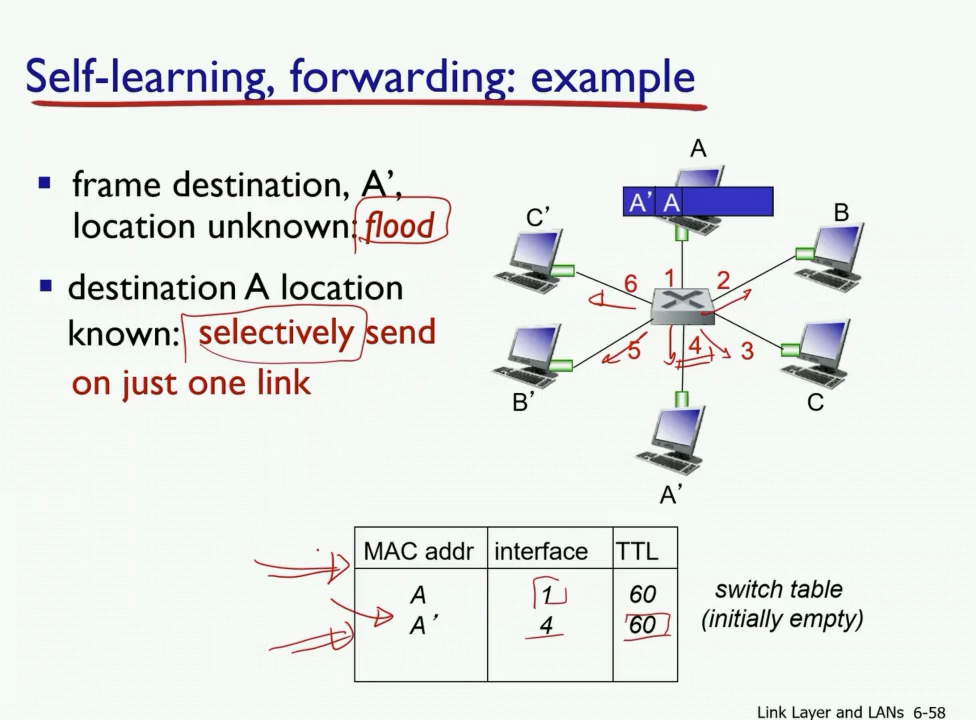 Self-learning, forwarding: example
▪ frame destination, A’,
location unknown: flood
▪ destination A location
known: selectively send
on just one link
A
A’ A
C’
B
6 1 2
5 4 3
B’
C
A’
MAC addr interface TTL
A 1 60
A’ 4 60
switch table
(initially empty)
Link Layer and LANs 6-58